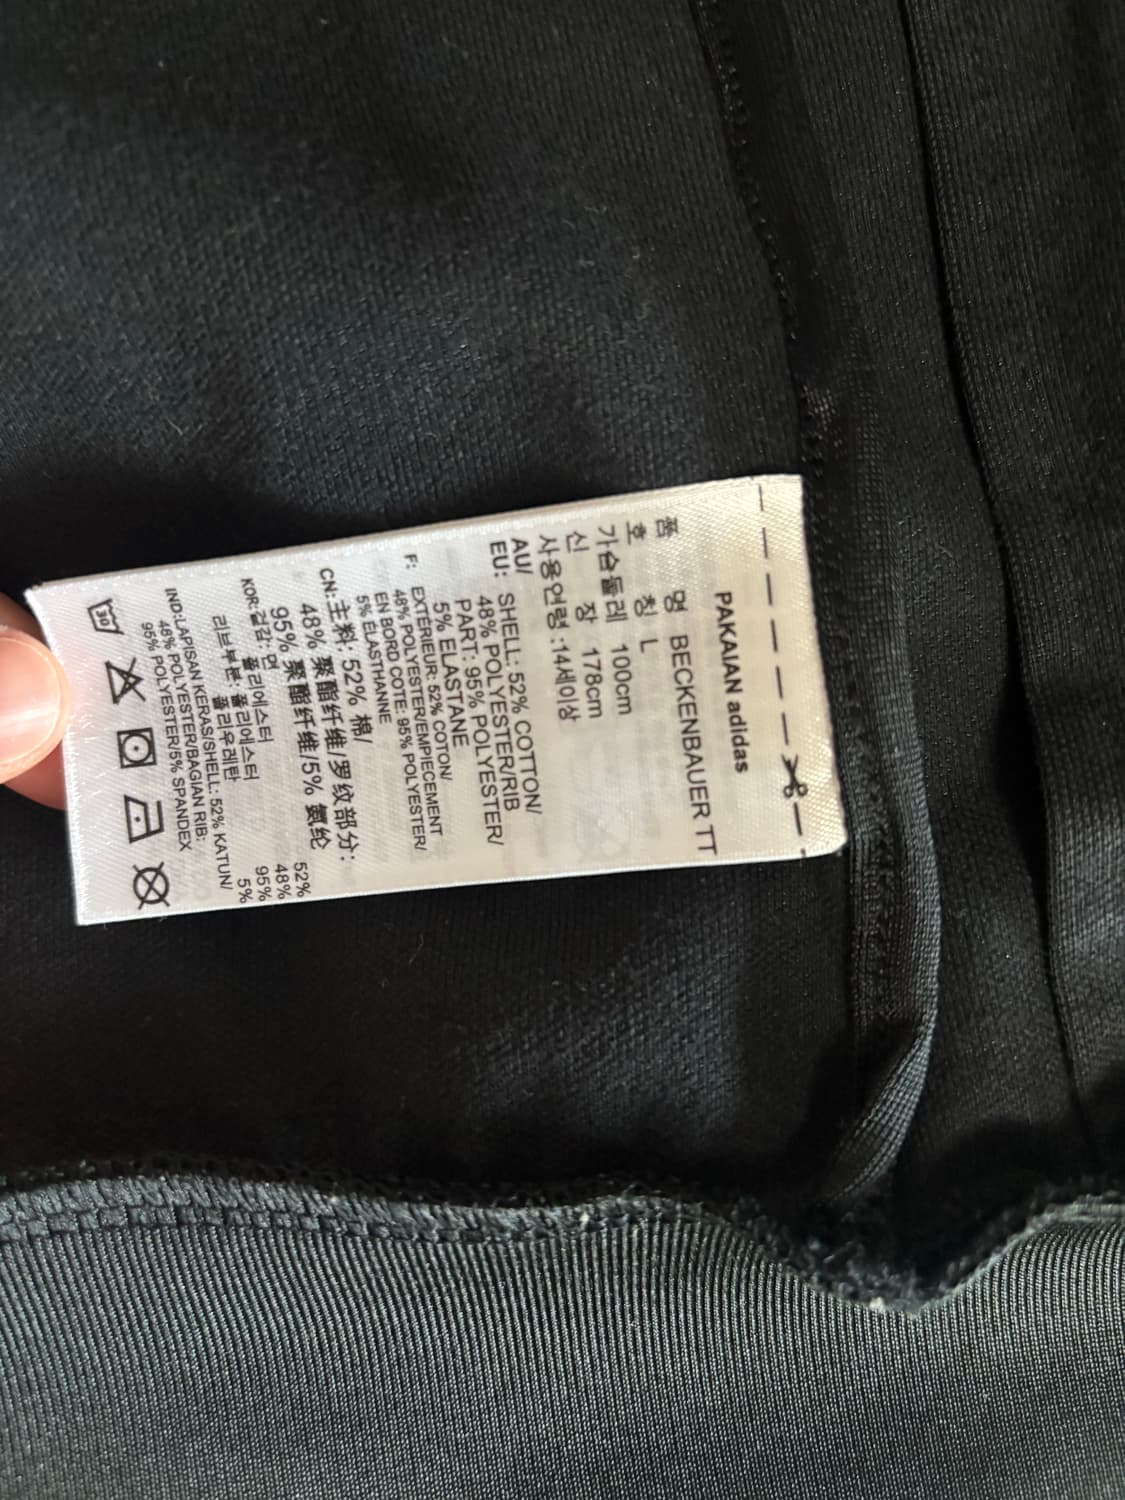 PAKAIAN adidas
품 명 BECKENBAUER TT
호 칭 L
가슴둘레 100cm
신 장 178cm
사용연령 :14세이상
AU/
EU: SHELL: 52% COTTON/
48% POLYESTER/RIB
PART: 95% POLYESTER/
5% ELASTANE
F: EXTERIEUR: 52% COTON/
48% POLYESTER/EMPIECEMENT
EN BORD COTE: 95% POLYESTER/
5% ELASTHANNE
CN:主料: 52% 棉/
48% 聚酯纤维/罗纹部分:
95% 聚酯纤维/5% 氨纶
KOR:겉감: 면 52%
폴리에스터 48%
리브부분: 폴리에스터 95%
폴리우레탄 5%
IND:LAPISAN KERAS/SHELL: 52% KATUN/
48% POLYESTER/BAGIAN RIB:
95% POLYESTER/5% SPANDEX
30